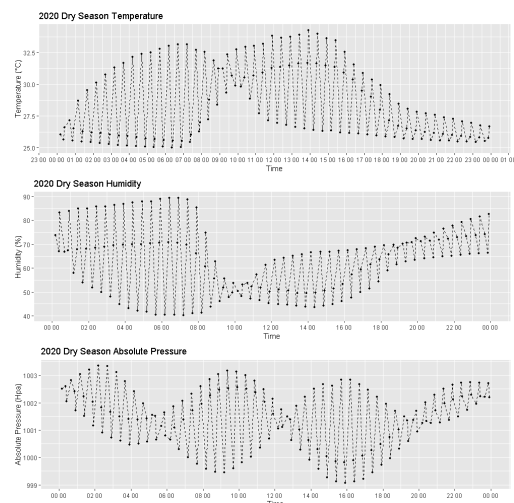 2020 Dry Season Temperature
Temperature (°C)
32.5
30.0
27.5
25.0
23 00 00 00 01 00 02 00 03 00 04 00 05 00 06 00 07 00 08 00 09 00 10 00 11 00 12 00 13 00 14 00 15 00 16 00 17 00 18 00 19 00 20 00 21 00 22 00 23 00 00 00 01 0
Time
2020 Dry Season Humidity
Humidity (%)
90
80
70
60
50
40
00 00 02 00 04 00 06 00 08 00 10 00 12 00 14 00 16 00 18 00 20 00 22 00 00 00
Time
2020 Dry Season Absolute Pressure
Absolute Pressure (Hpa)
1003
1002
1001
1000
999
00 00 02 00 04 00 06 00 08 00 10 00 12 00 14 00 16 00 18 00 20 00 22 00 00 00
Time